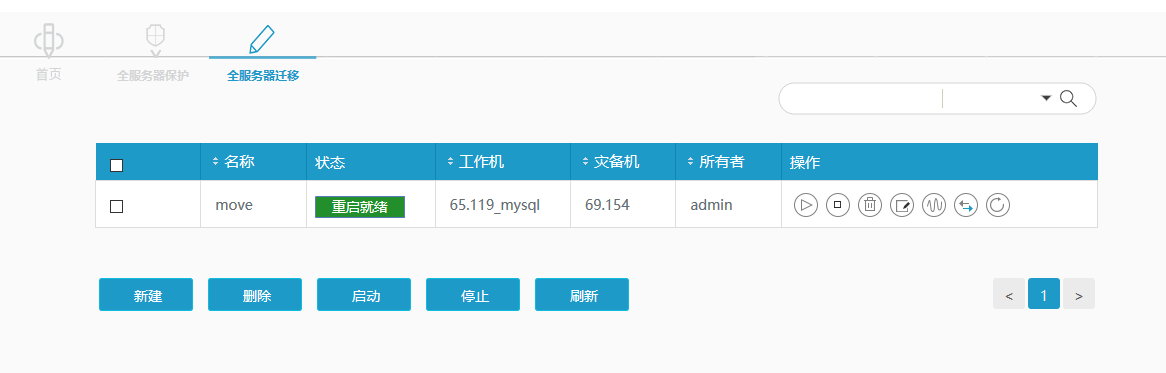 首页 全服务器保护 全服务器迁移
名称 状态 工作机 灾备机 所有者 操作
move 重启就绪 65.119_mysql 69.154 admin
新建 删除 启动 停止 刷新 < 1 >